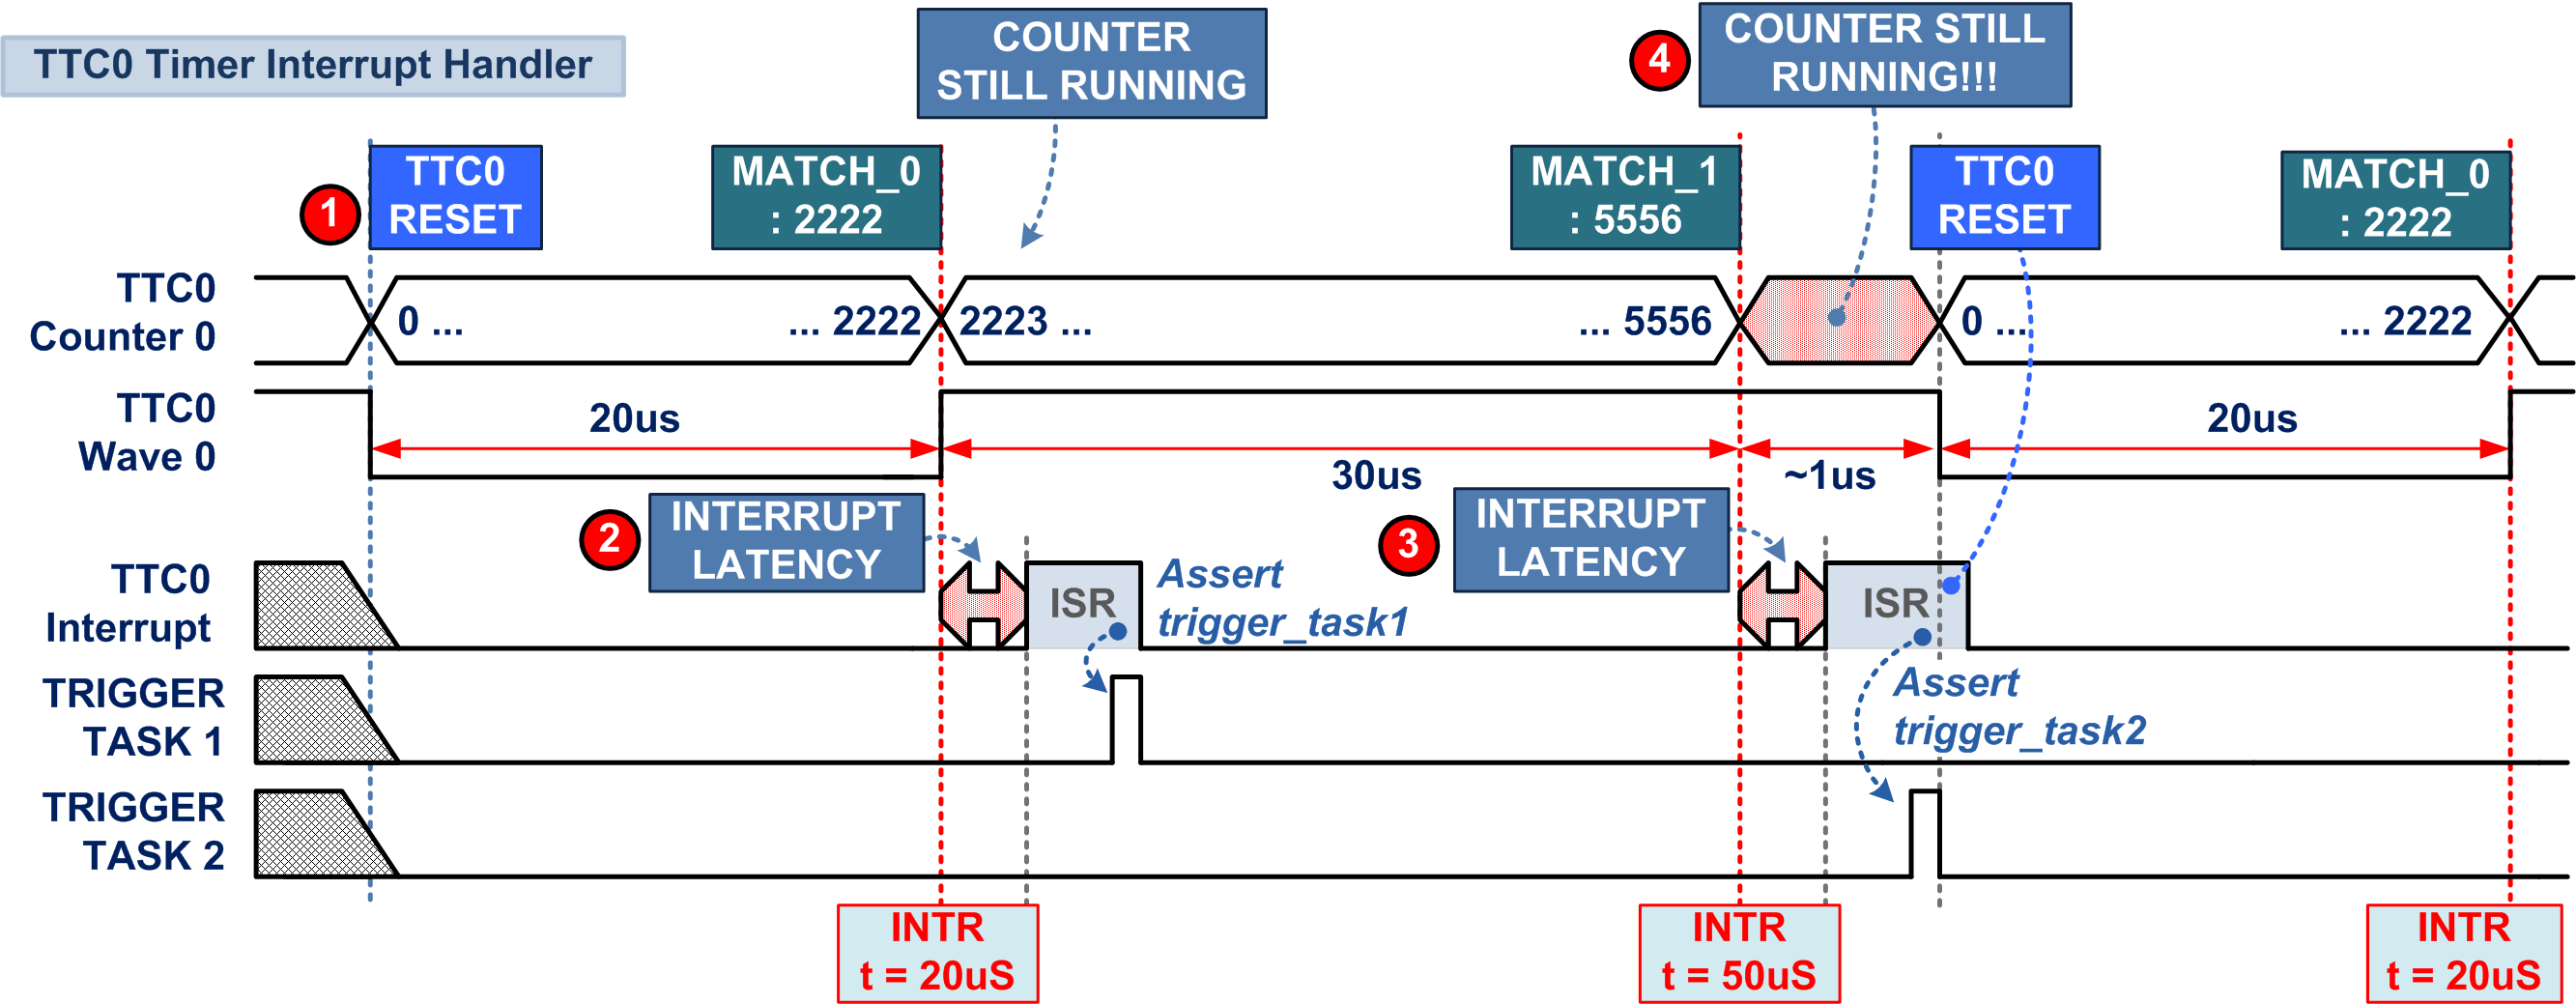 TTC0 Timer Interrupt Handler
COUNTER
STILL RUNNING
4
COUNTER STILL
RUNNING!!!
1
TTC0
RESET
MATCH_0
: 2222
MATCH_1
: 5556
TTC0
RESET
MATCH_0
: 2222
TTC0
Counter 0
0 ...
... 2222
2223 ...
... 5556
0 ...
... 2222
TTC0
Wave 0
20us
30us
~1us
20us
2
INTERRUPT
LATENCY
3
INTERRUPT
LATENCY
TTC0
Interrupt
ISR
Assert
trigger_task1
ISR
Assert
trigger_task2
TRIGGER
TASK 1
TRIGGER
TASK 2
INTR
t = 20uS
INTR
t = 50uS
INTR
t = 20uS